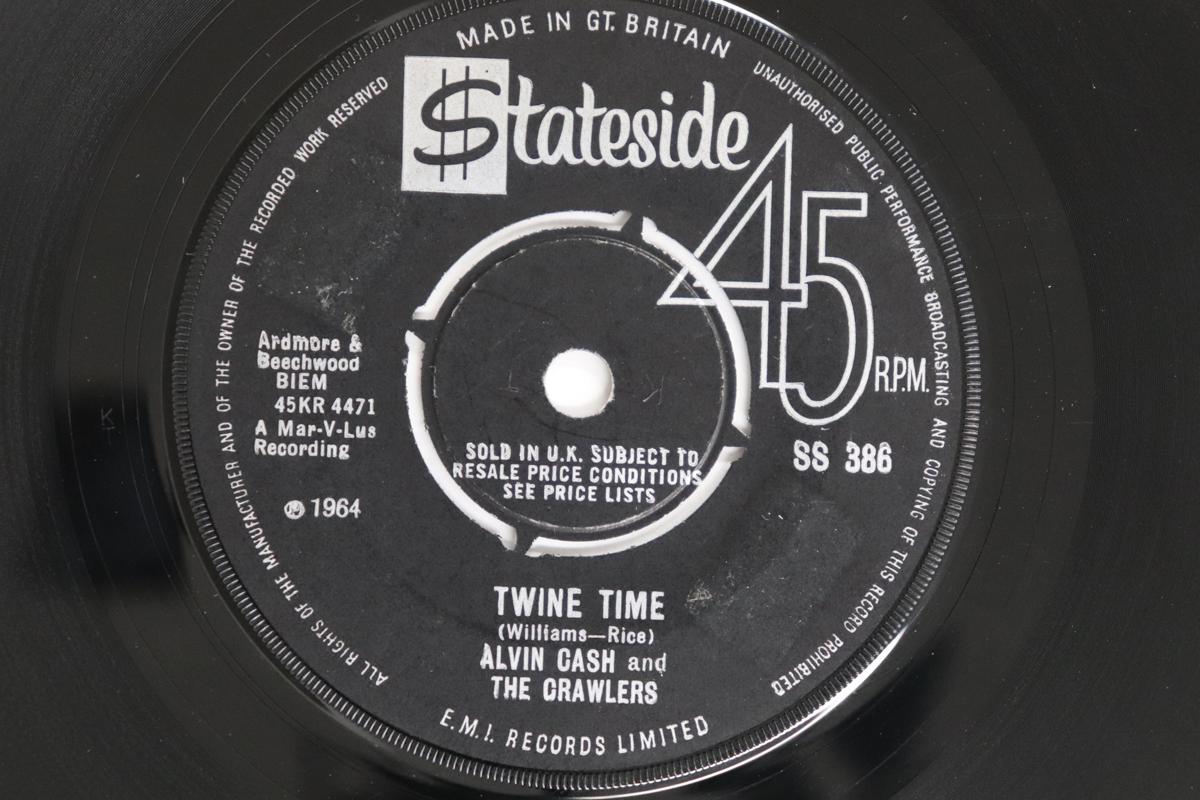 MADE IN GT. BRITAIN
$tateside
45
R.P.M.
SS 386
Ardmore &
Beechwood
BIEM
45KR 4471
A Mar-V-Lus
Recording
℗ 1964
SOLD IN U.K. SUBJECT TO
RESALE PRICE CONDITIONS
SEE PRICE LISTS
TWINE TIME
(Williams—Rice)
ALVIN CASH and
THE CRAWLERS
E.M.I. RECORDS LIMITED
ALL RIGHTS OF THE MANUFACTURER AND OF THE OWNER OF THE RECORDED WORK RESERVED
UNAUTHORISED PUBLIC PERFORMANCE BROADCASTING AND COPYING OF THIS RECORD PROHIBITED
K
K